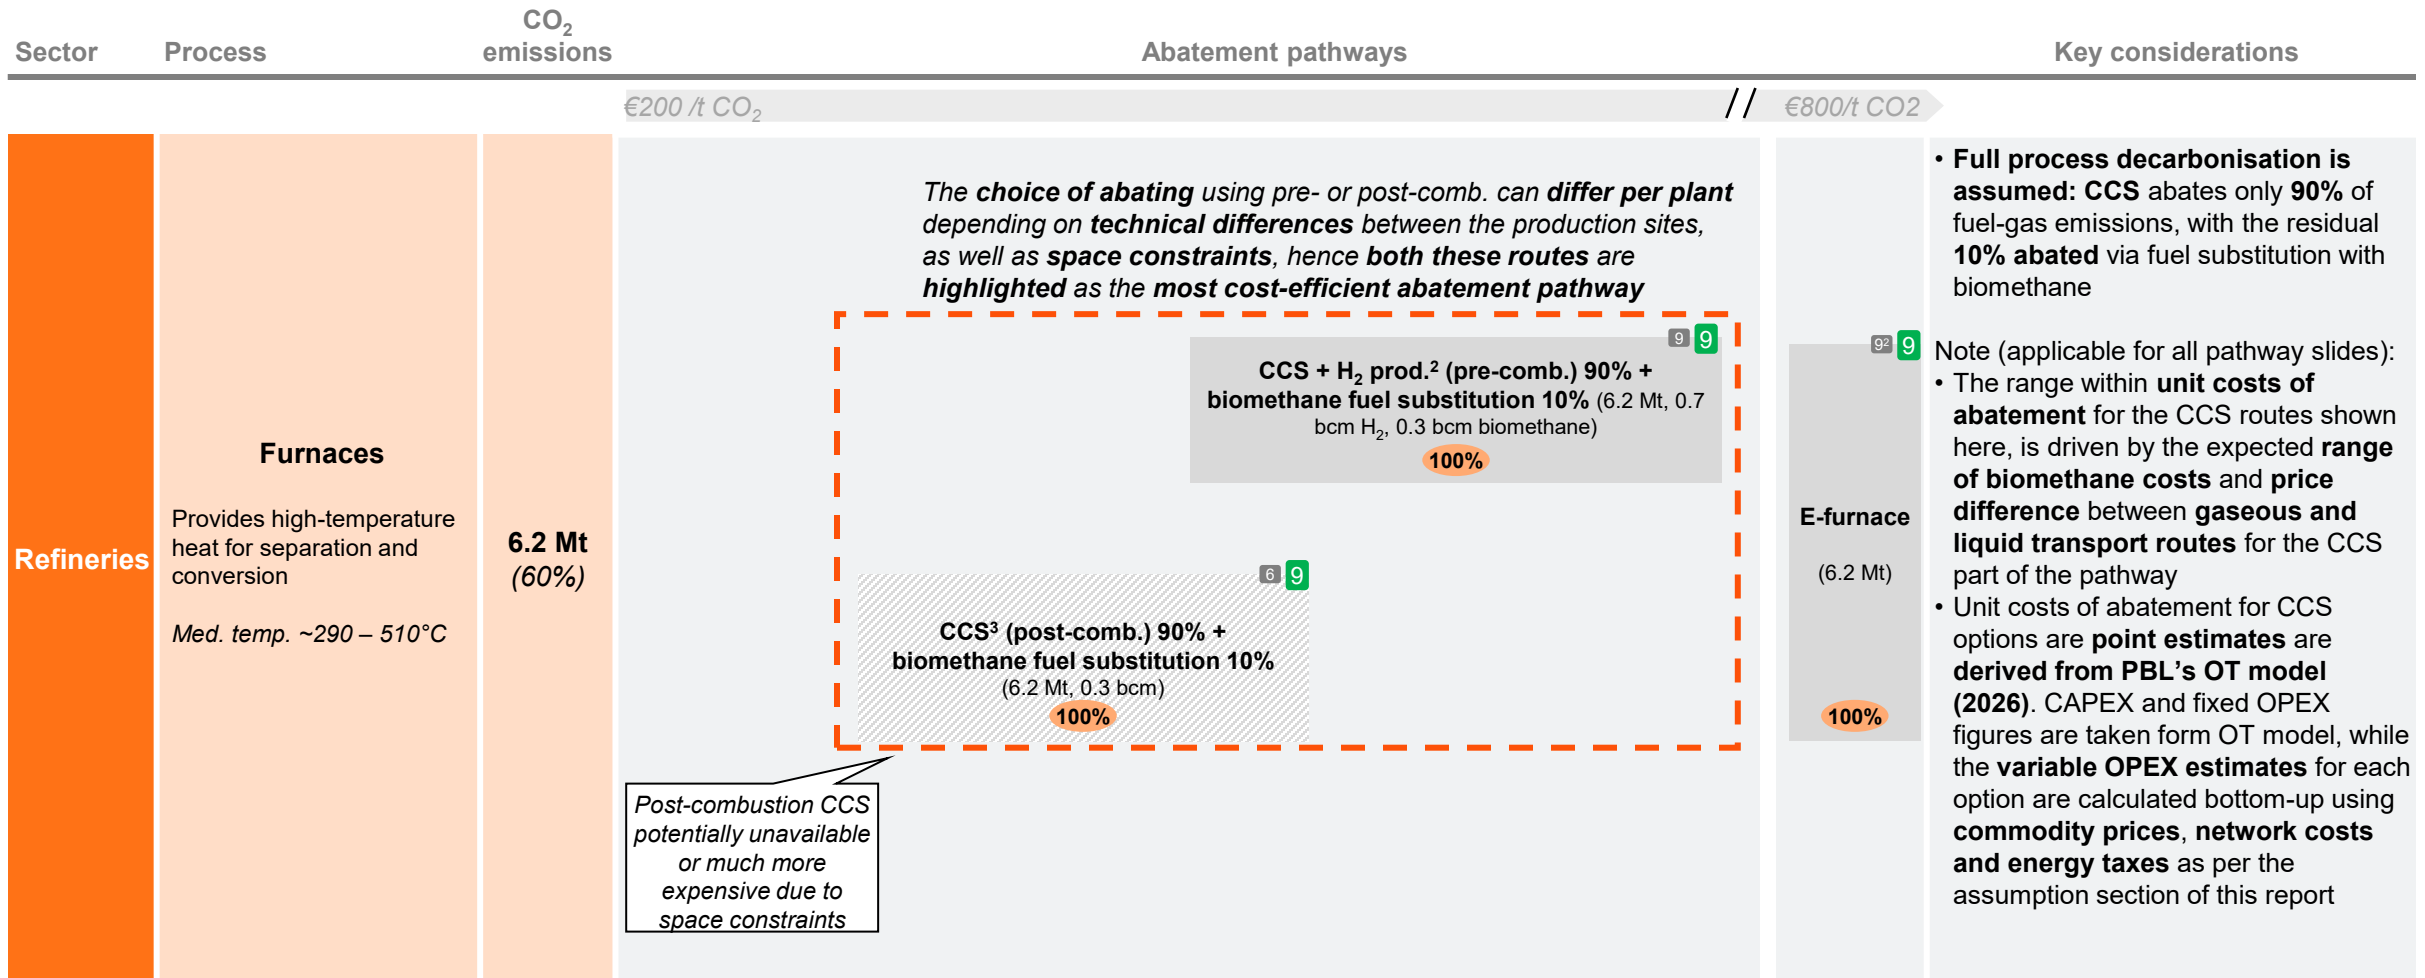 Sector
Process
CO2
emissions
Abatement pathways
Key considerations
€200 /t CO2
€800/t CO2
Refineries
Furnaces
Provides high-temperature
heat for separation and
conversion
Med. temp. ~290 – 510°C
6.2 Mt
(60%)
The choice of abating using pre- or post-comb. can differ per plant
depending on technical differences between the production sites,
as well as space constraints, hence both these routes are
highlighted as the most cost-efficient abatement pathway
9 9
CCS + H2 prod.² (pre-comb.) 90% +
biomethane fuel substitution 10% (6.2 Mt, 0.7
bcm H2, 0.3 bcm biomethane)
100%
6 9
CCS³ (post-comb.) 90% +
biomethane fuel substitution 10%
(6.2 Mt, 0.3 bcm)
100%
Post-combustion CCS
potentially unavailable
or much more
expensive due to
space constraints
9² 9
E-furnace
(6.2 Mt)
100%
• Full process decarbonisation is
assumed: CCS abates only 90% of
fuel-gas emissions, with the residual
10% abated via fuel substitution with
biomethane
Note (applicable for all pathway slides):
• The range within unit costs of
abatement for the CCS routes shown
here, is driven by the expected range
of biomethane costs and price
difference between gaseous and
liquid transport routes for the CCS
part of the pathway
• Unit costs of abatement for CCS
options are point estimates are
derived from PBL’s OT model
(2026). CAPEX and fixed OPEX
figures are taken form OT model, while
the variable OPEX estimates for each
option are calculated bottom-up using
commodity prices, network costs
and energy taxes as per the
assumption section of this report